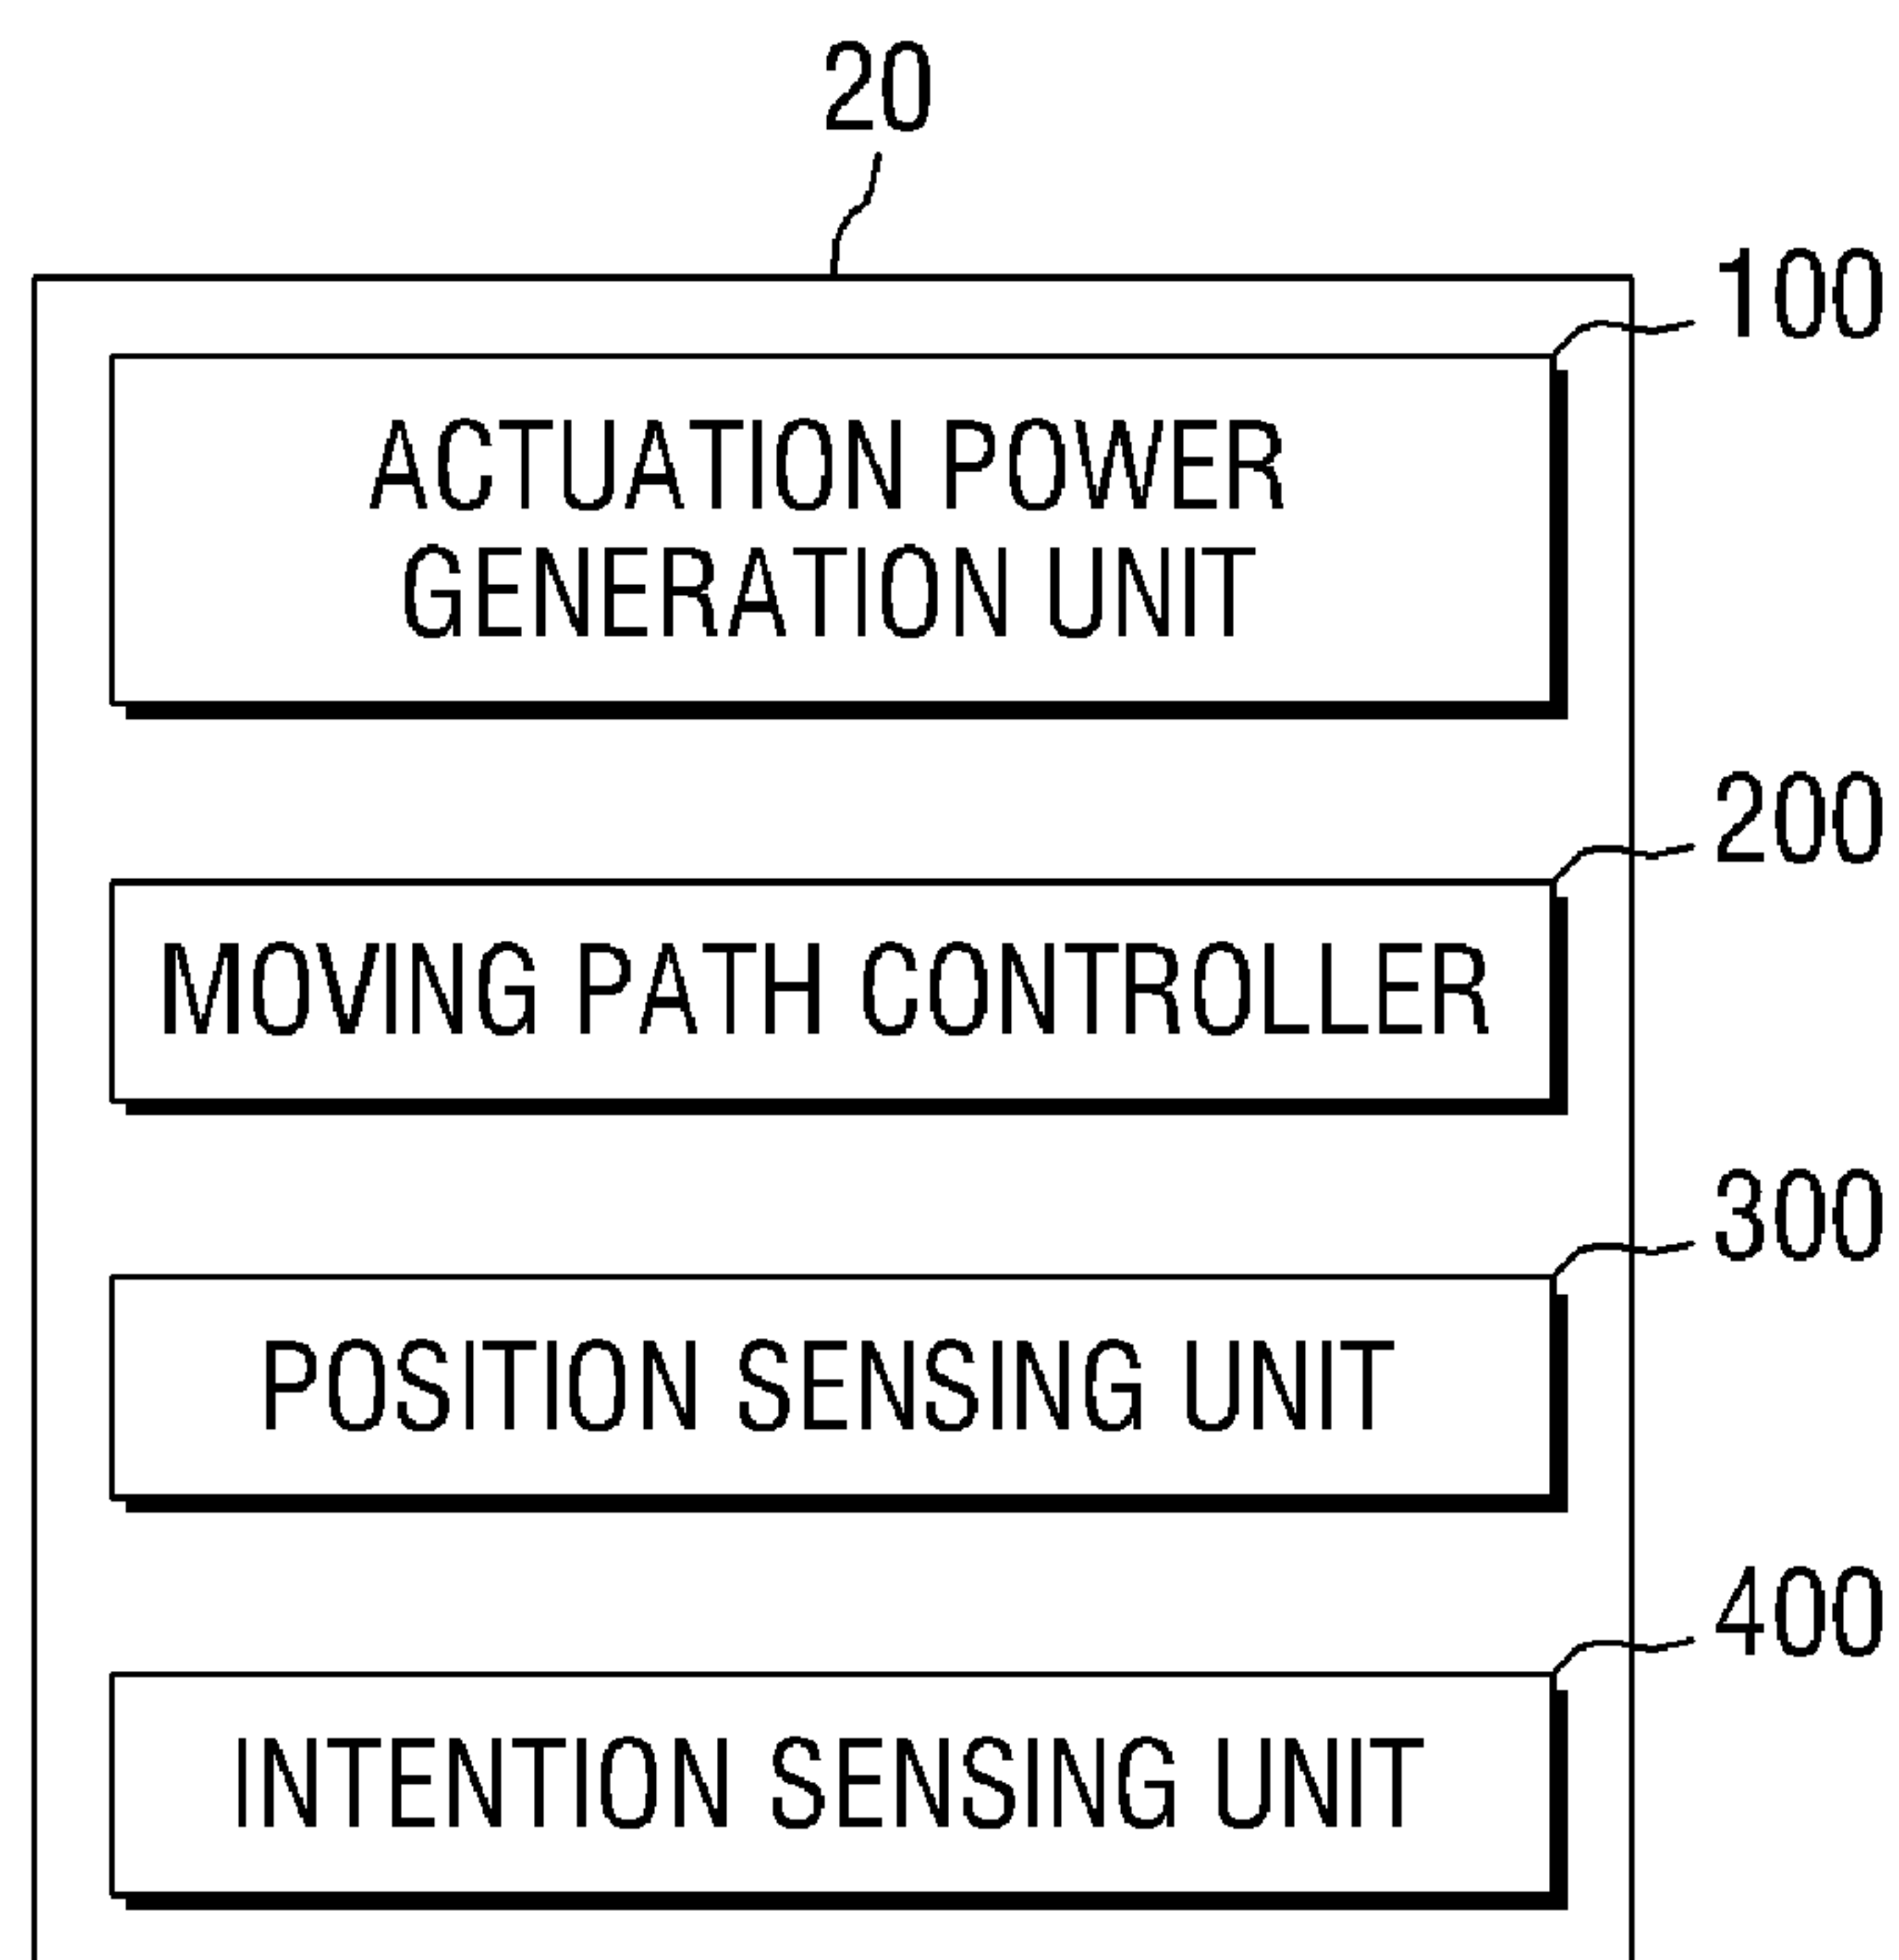 20
100
ACTUATION POWER
GENERATION UNIT
200
MOVING PATH CONTROLLER
300
POSITION SENSING UNIT
400
INTENTION SENSING UNIT